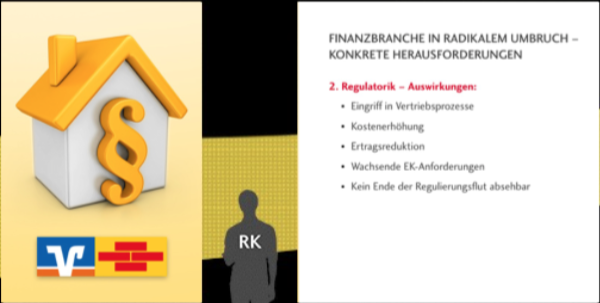 §
RK
FINANZBRANCHE IN RADIKALEM UMBRUCH –
KONKRETE HERAUSFORDERUNGEN
2. Regulatorik – Auswirkungen:
• Eingriff in Vertriebsprozesse
• Kostenerhöhung
• Ertragsreduktion
• Wachsende EK-Anforderungen
• Kein Ende der Regulierungsflut absehbar